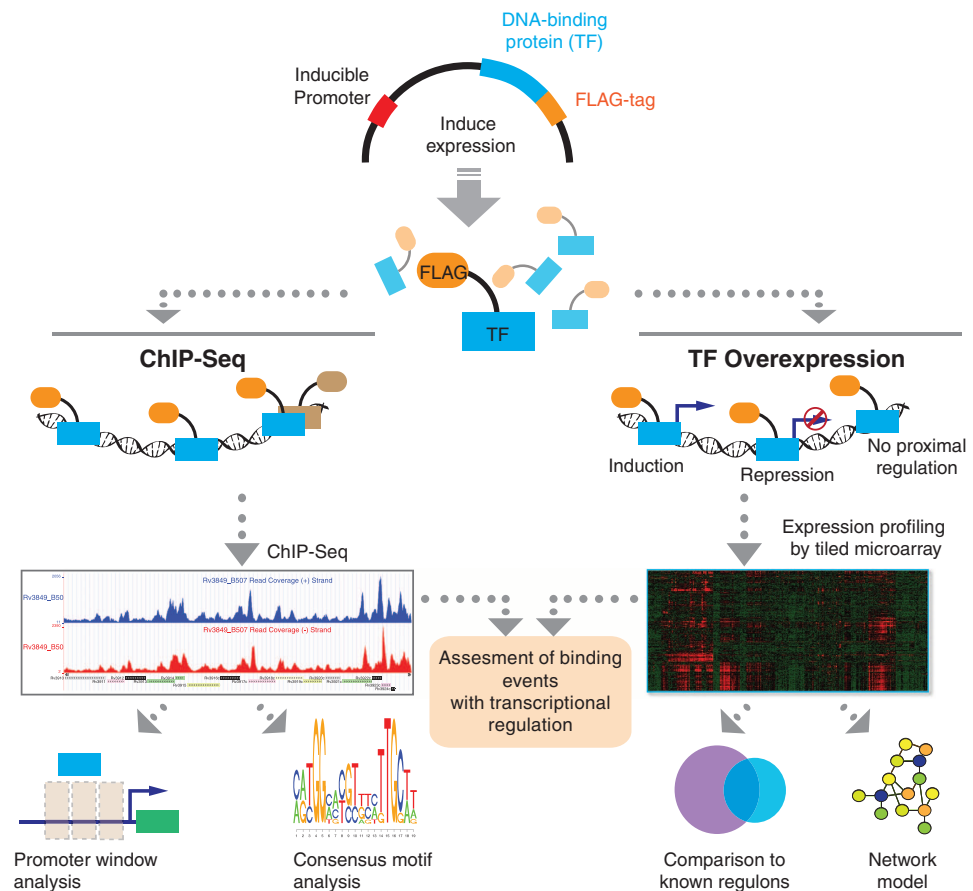 DNA-binding
protein (TF)
Inducible
Promoter
FLAG-tag
Induce
expression
FLAG
TF
ChIP-Seq
TF Overexpression
Induction
Repression
No proximal
regulation
ChIP-Seq
Expression profiling
by tiled microarray
Rv3849_B507 Read Coverage (+) Strand
Rv3849_B50
Rv3849_B507 Read Coverage (-) Strand
Rv3849_B50
Assesment of binding
events
with transcriptional
regulation
Promoter window
analysis
Consensus motif
analysis
Comparison to
known regulons
Network
model